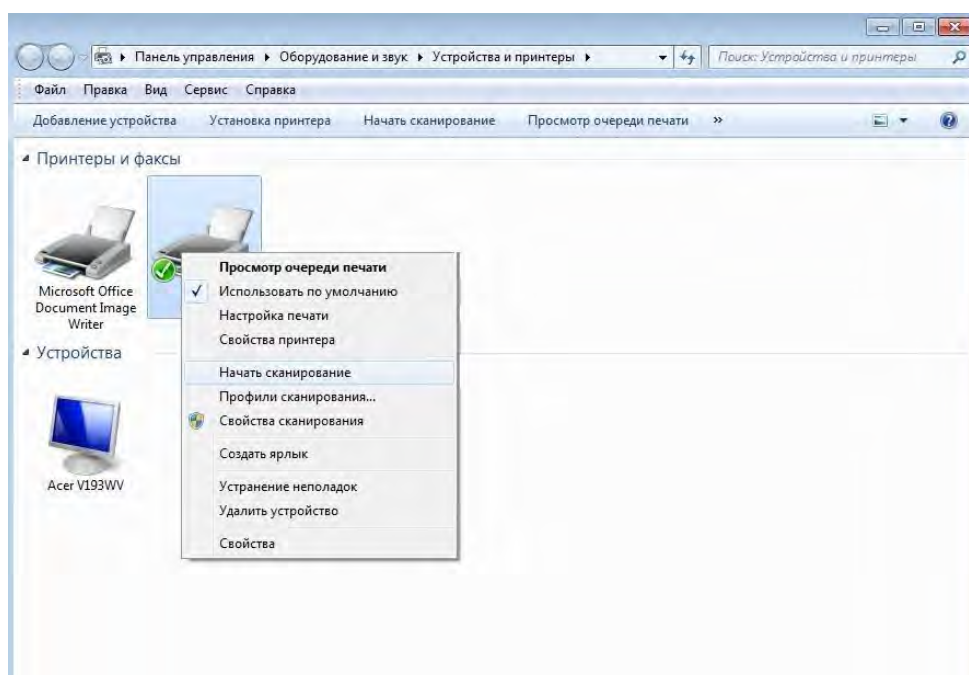 Панель управления ▸ Оборудование и звук ▸ Устройства и принтеры ▸
Поиск: Устройства и принтеры
Файл Правка Вид Сервис Справка
Добавление устройства Установка принтера Начать сканирование Просмотр очереди печати »
Принтеры и факсы
Microsoft Office
Document Image
Writer
Просмотр очереди печати
Использовать по умолчанию
Настройка печати
Свойства принтера
Начать сканирование
Профили сканирования...
Свойства сканирования
Создать ярлык
Устранение неполадок
Удалить устройство
Свойства
Устройства
Acer V193WV